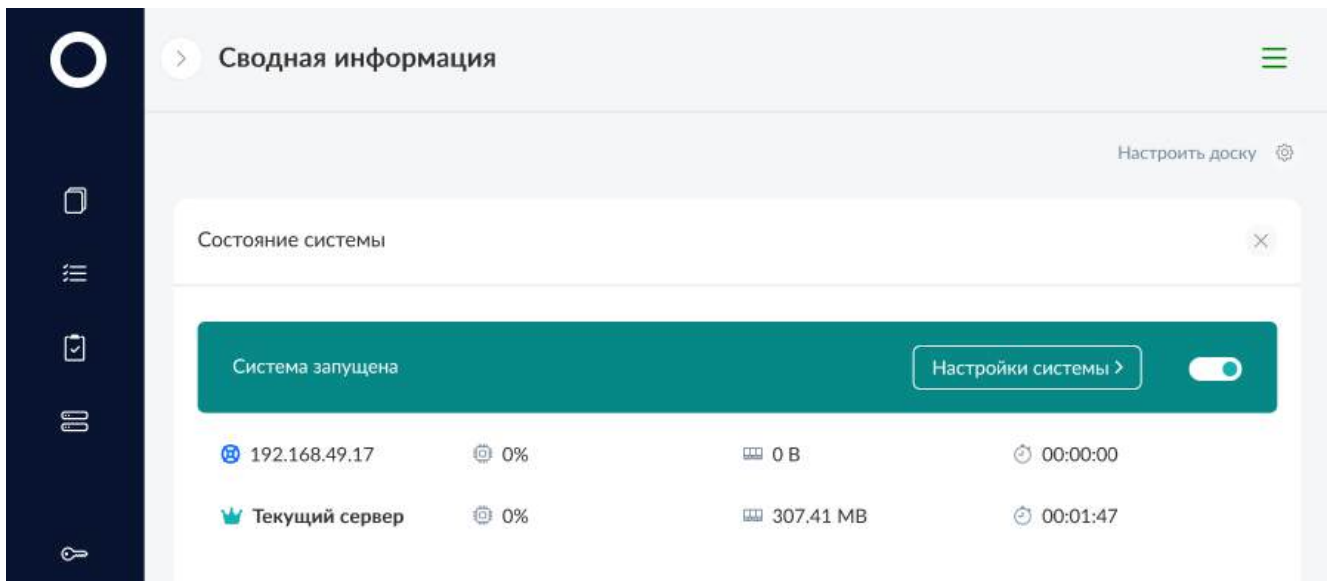 Сводная информация
Настроить доску
Состояние системы
Система запущена
Настройки системы >
192.168.49.17 0% 0 B 00:00:00
Текущий сервер 0% 307.41 MB 00:01:47